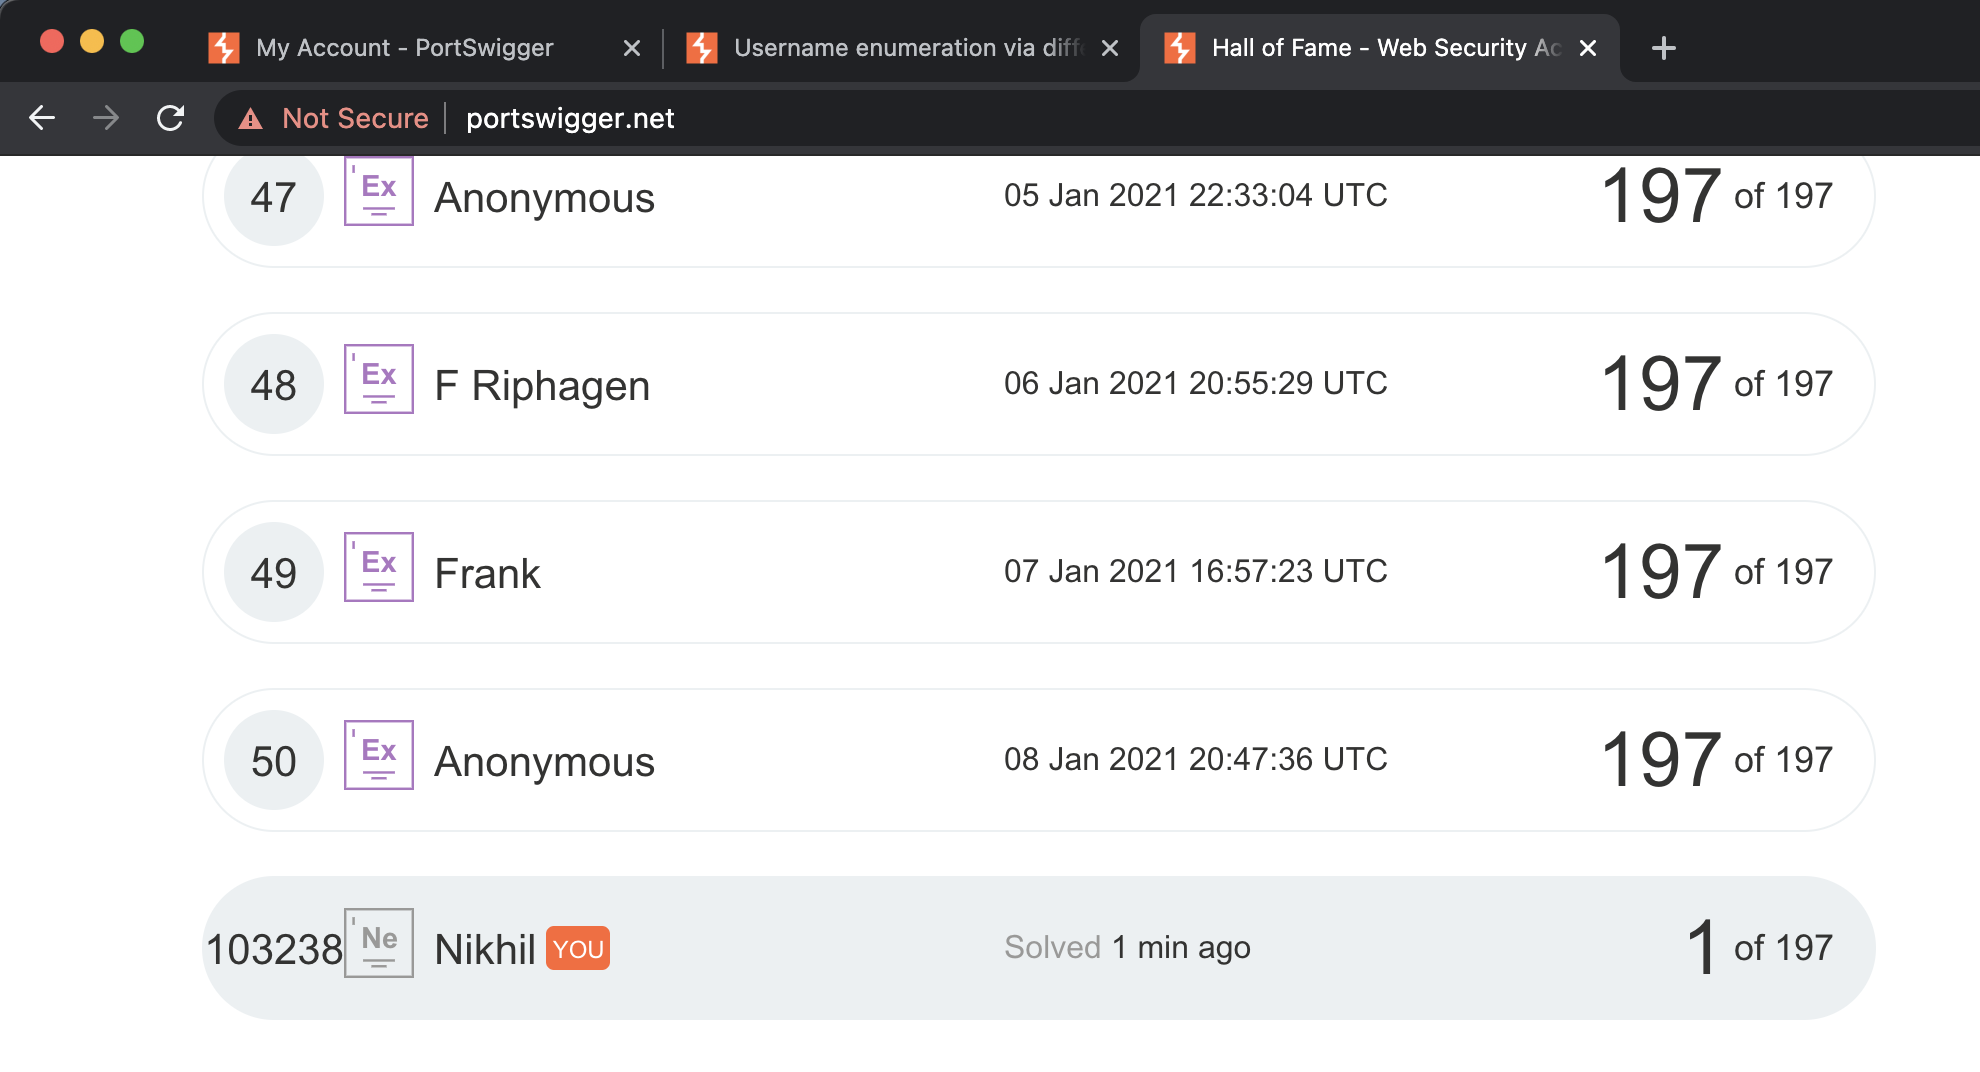 My Account - PortSwigger
Username enumeration via diffe
Hall of Fame - Web Security Ac
Not Secure portswigger.net
47 Ex Anonymous 05 Jan 2021 22:33:04 UTC 197 of 197
48 Ex F Riphagen 06 Jan 2021 20:55:29 UTC 197 of 197
49 Ex Frank 07 Jan 2021 16:57:23 UTC 197 of 197
50 Ex Anonymous 08 Jan 2021 20:47:36 UTC 197 of 197
103238 Ne Nikhil YOU Solved 1 min ago 1 of 197